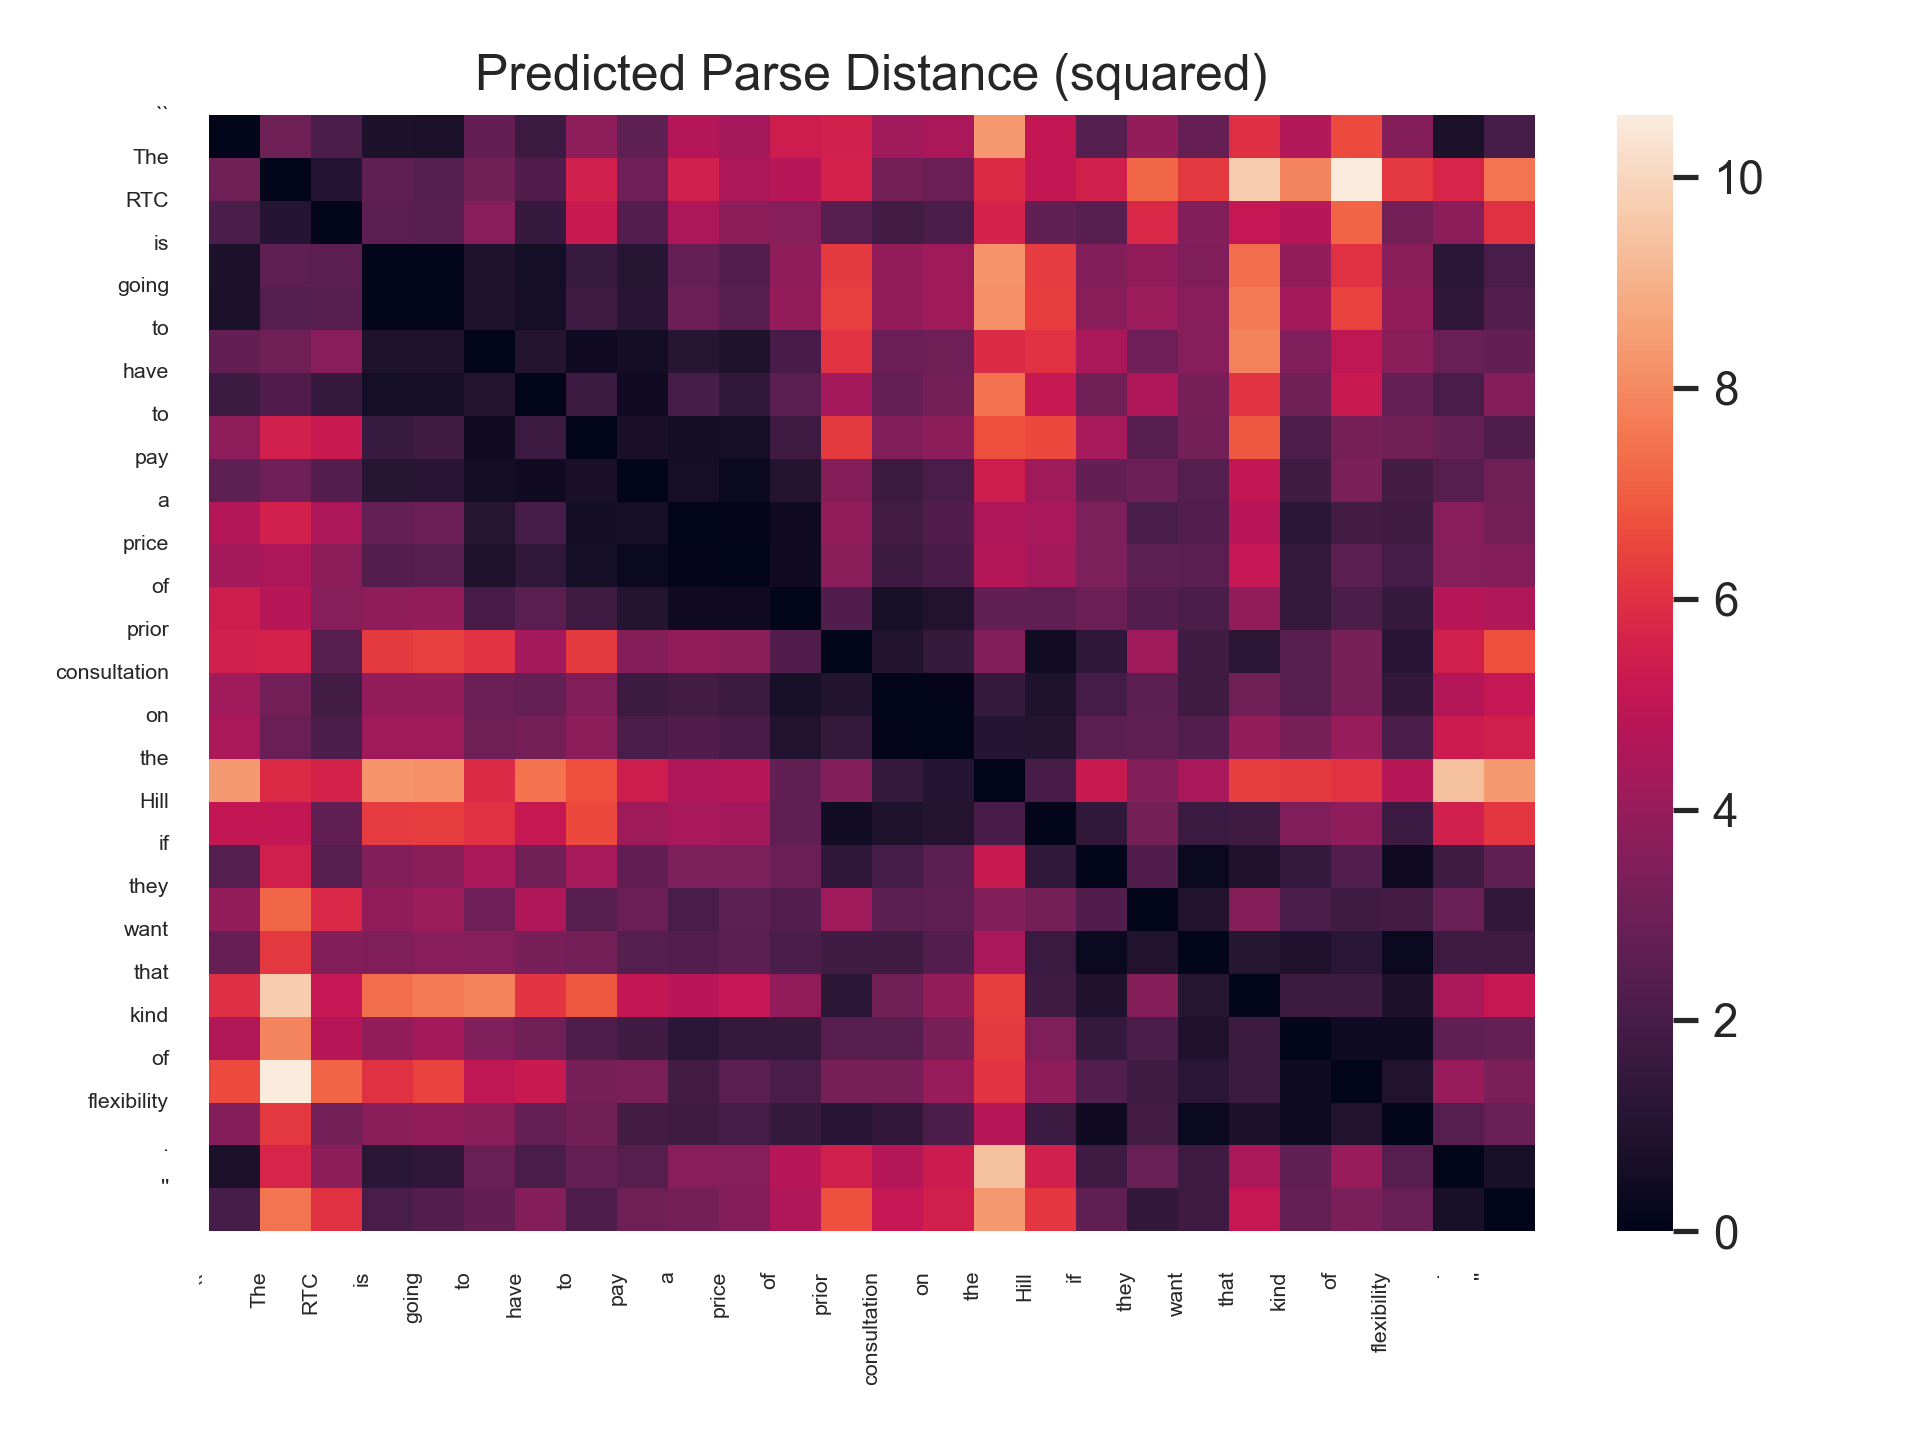 Predicted Parse Distance (squared)
``
The
RTC
is
going
to
have
to
pay
a
price
of
prior
consultation
on
the
Hill
if
they
want
that
kind
of
flexibility
.
"
`` The RTC is going to have to pay a price of prior consultation on the Hill if they want that kind of flexibility . "
10
8
6
4
2
0